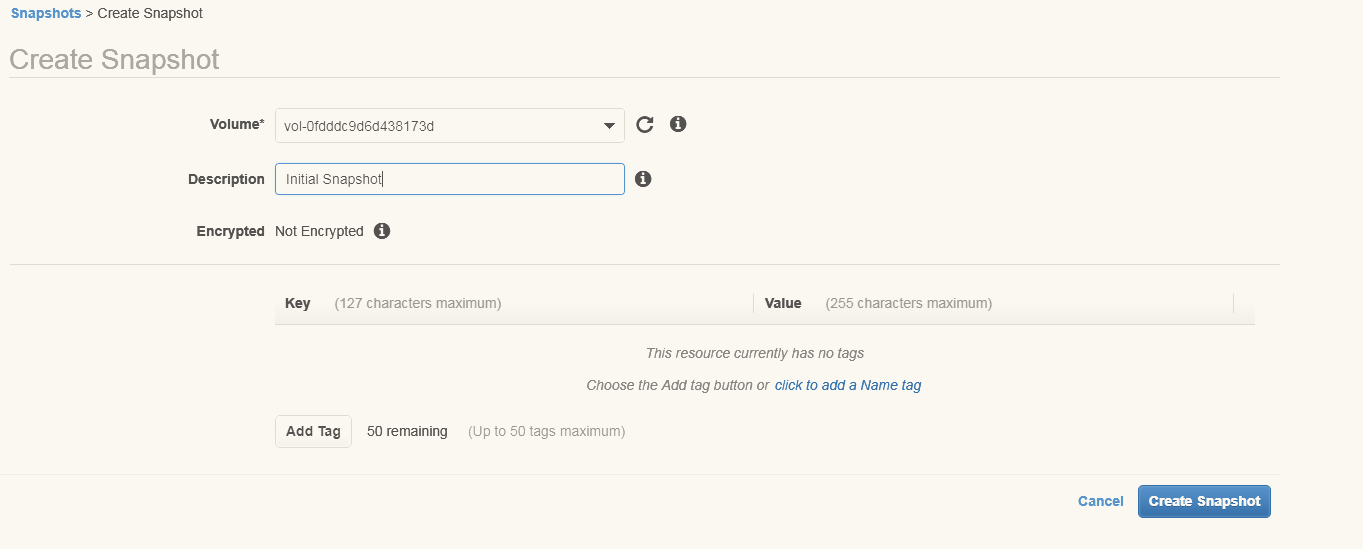 Snapshots > Create Snapshot
Create Snapshot
Volume* vol-0fdddc9d6d438173d
Description Initial Snapshot
Encrypted Not Encrypted
Key (127 characters maximum) Value (255 characters maximum)
This resource currently has no tags
Choose the Add tag button or click to add a Name tag
Add Tag 50 remaining (Up to 50 tags maximum)
Cancel Create Snapshot